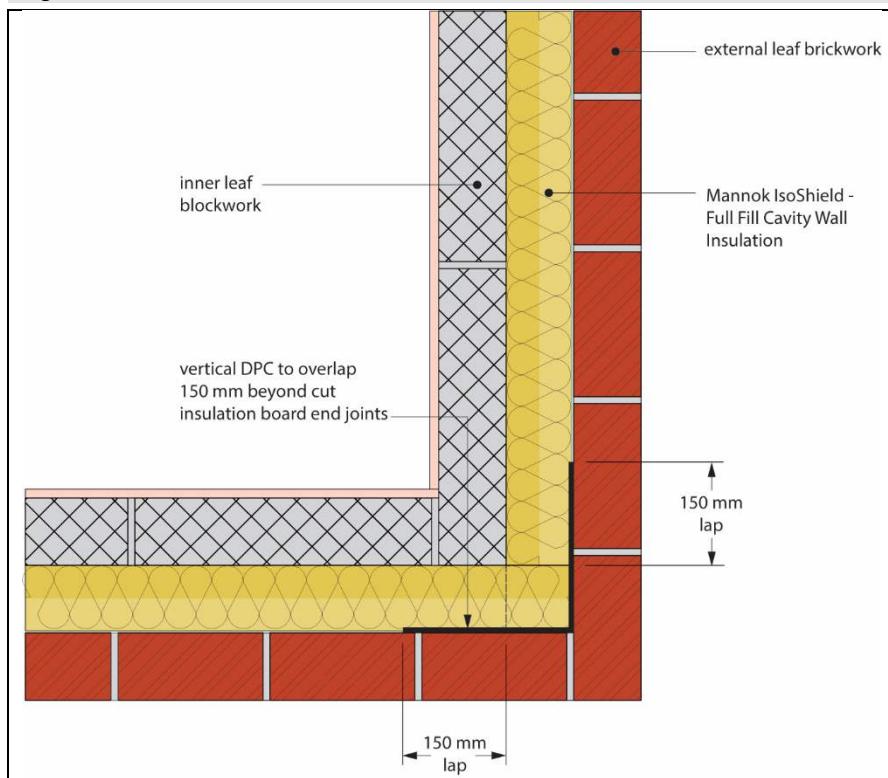 external leaf brickwork
inner leaf
blockwork
Mannok IsoShield -
Full Fill Cavity Wall
Insulation
vertical DPC to overlap
150 mm beyond cut
insulation board end joints
150 mm
lap
150 mm
lap